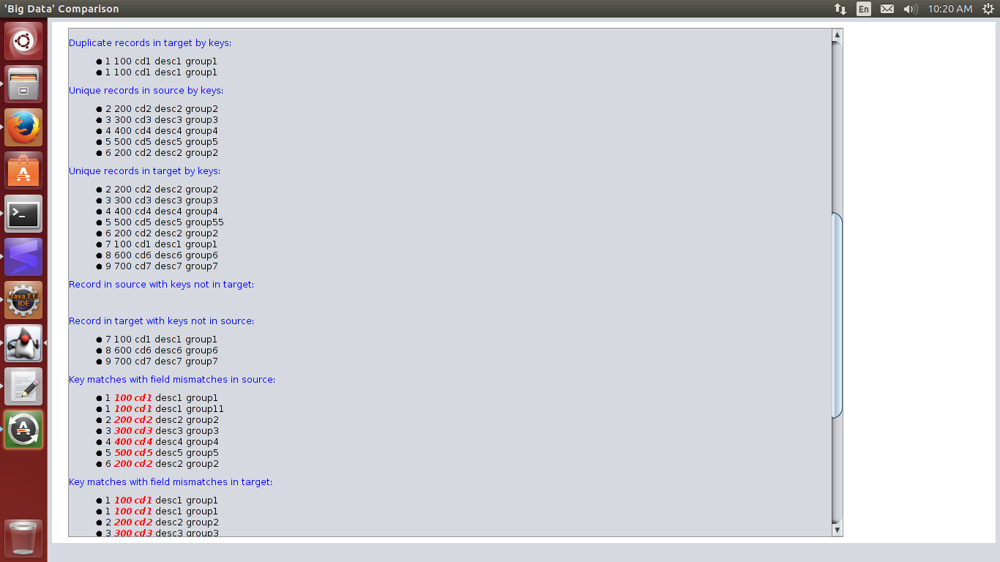 'Big Data' Comparison
En
10:20 AM
Duplicate records in target by keys:
1 100 cd1 desc1 group1
1 100 cd1 desc1 group1
Unique records in source by keys:
2 200 cd2 desc2 group2
3 300 cd3 desc3 group3
4 400 cd4 desc4 group4
5 500 cd5 desc5 group5
6 200 cd2 desc2 group2
Unique records in target by keys:
2 200 cd2 desc2 group2
3 300 cd3 desc3 group3
4 400 cd4 desc4 group4
5 500 cd5 desc5 group55
6 200 cd2 desc2 group2
7 100 cd1 desc1 group1
8 600 cd6 desc6 group6
9 700 cd7 desc7 group7
Record in source with keys not in target:
Record in target with keys not in source:
7 100 cd1 desc1 group1
8 600 cd6 desc6 group6
9 700 cd7 desc7 group7
Key matches with field mismatches in source:
1 100 cd1 desc1 group1
1 100 cd1 desc1 group11
2 200 cd2 desc2 group2
3 300 cd3 desc3 group3
4 400 cd4 desc4 group4
5 500 cd5 desc5 group5
6 200 cd2 desc2 group2
Key matches with field mismatches in target:
1 100 cd1 desc1 group1
1 100 cd1 desc1 group1
2 200 cd2 desc2 group2
3 300 cd3 desc3 group3
Java EE
IDE